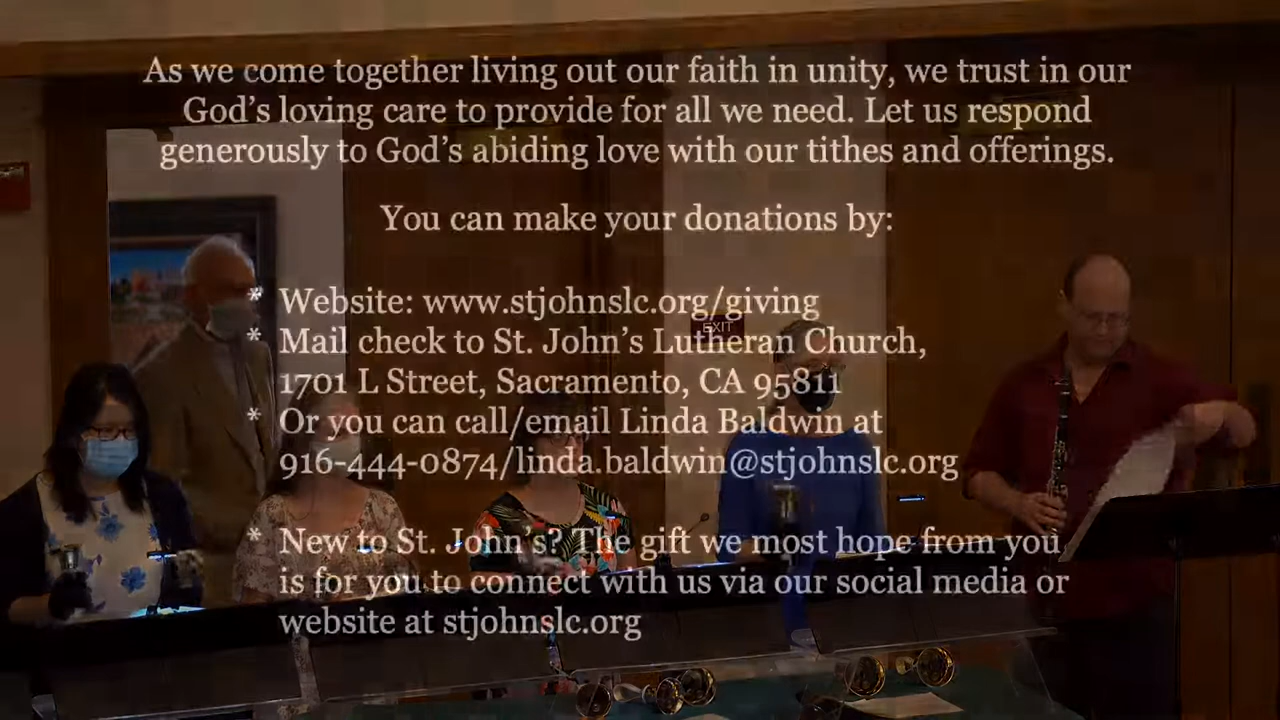 As we come together living out our faith in unity, we trust in our
God's loving care to provide for all we need. Let us respond
generously to God's abiding love with our tithes and offerings.
You can make your donations by:
* Website: www.stjohnslc.org/giving
EXIT
* Mail check to St. John's Lutheran Church,
1701 L Street, Sacramento, CA 95811
* Or you can call/email Linda Baldwin at
916-444-0874/linda.baldwin@stjohnslc.org
* New to St. John's? The gift we most hope from you
is for you to connect with us via our social media or
website at stjohnslc.org